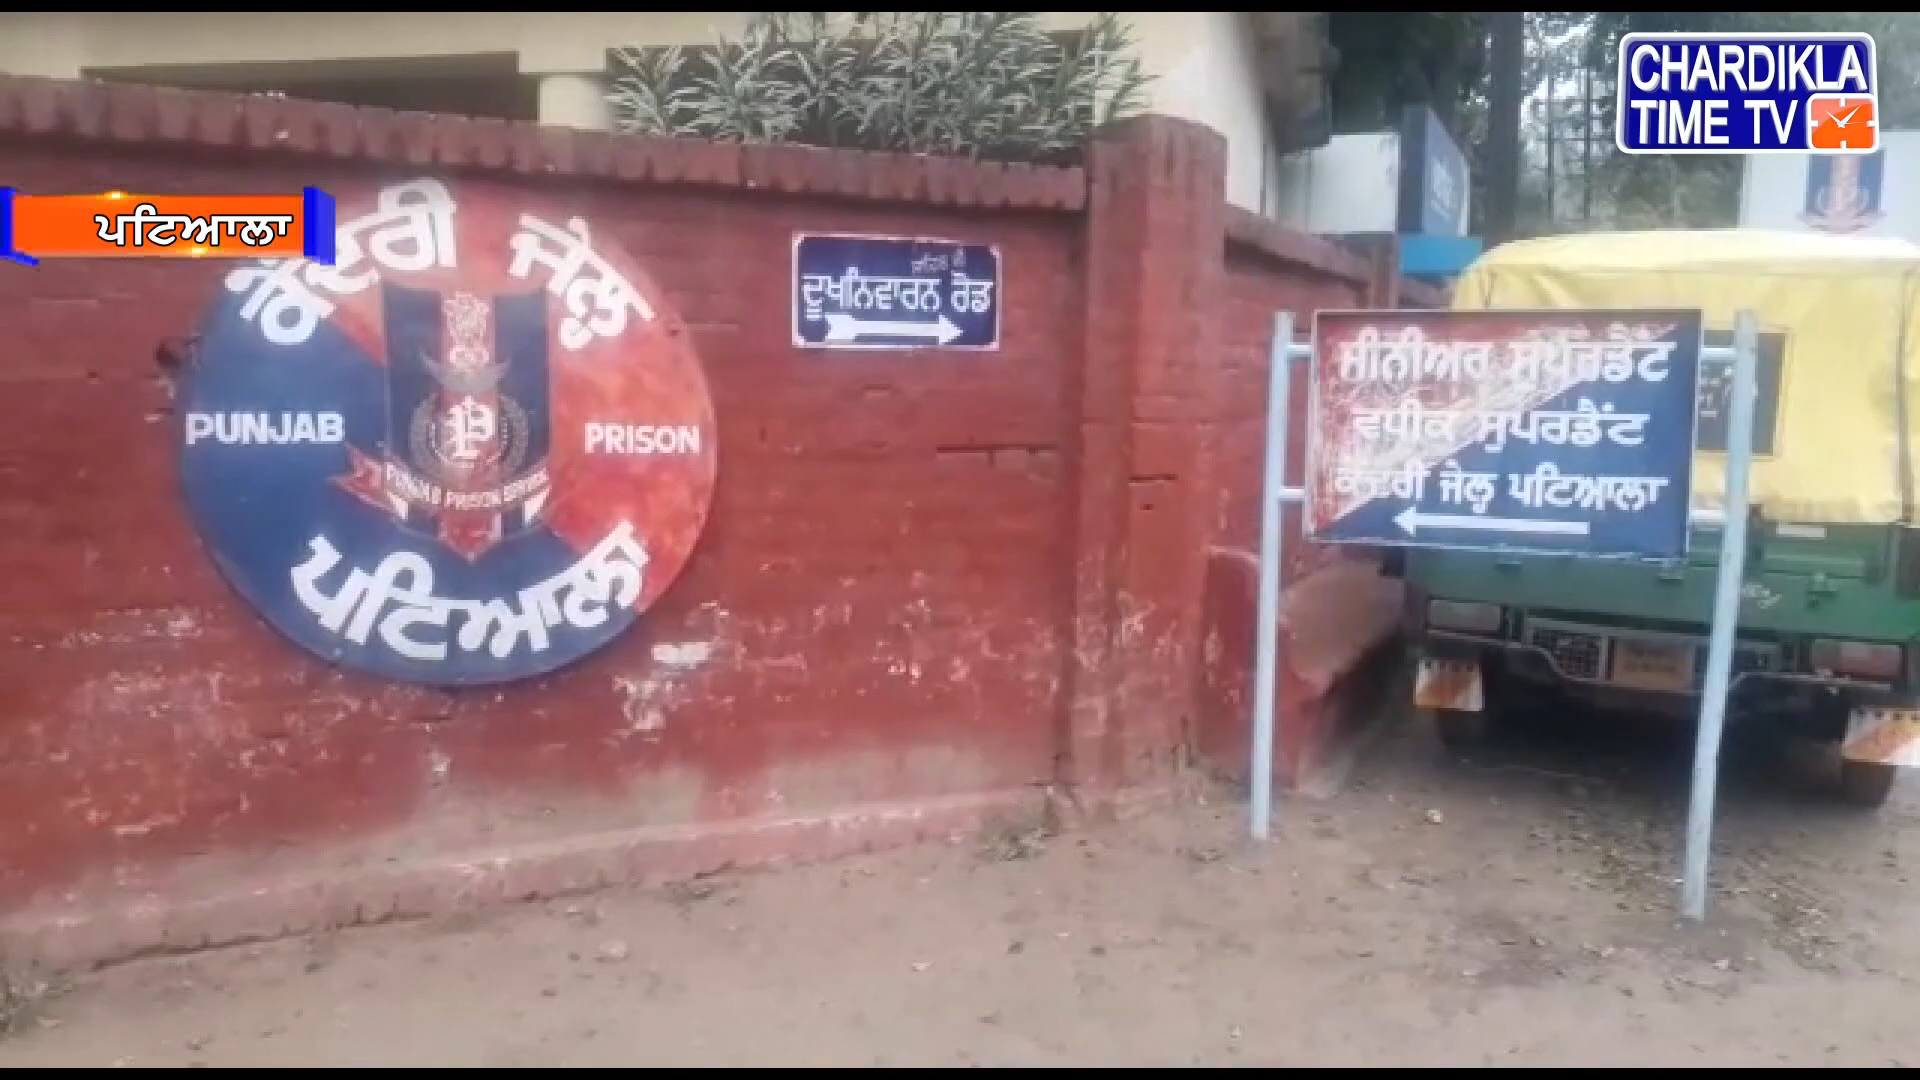 CHARDIKLA
TIME TV
ਪਟਿਆਲਾ
ਕੇਂਦਰੀ ਜੇਲ੍ਹ
PUNJAB
PRISON
P
PUNJAB PRISON SERVICE
ਪਟਿਆਲਾ
ਦੂਖਨਿਵਾਰਨ ਰੋਡ
ਸੀਨੀਅਰ ਸੁਪਰਡੈਂਟ
ਵਧੀਕ ਸੁਪਰਡੈਂਟ
ਕੇਂਦਰੀ ਜੇਲ੍ਹ ਪਟਿਆਲਾ